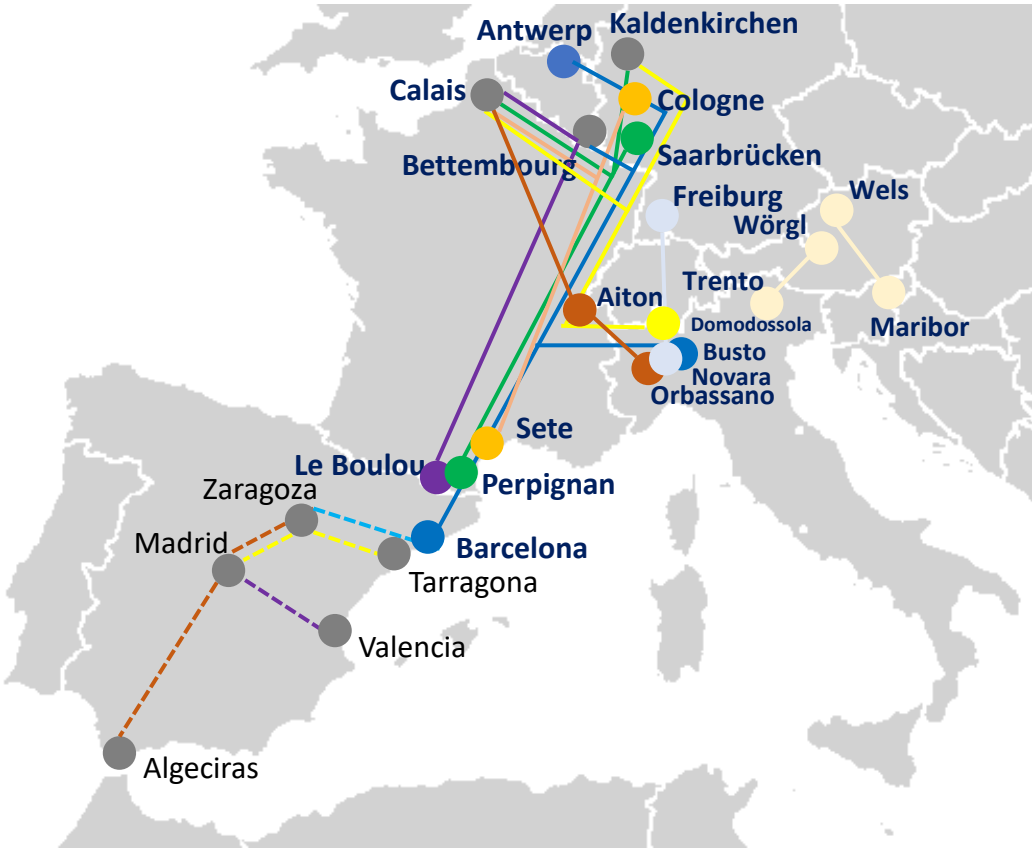 Kaldenkirchen
Antwerp
Calais
Cologne
Bettembourg
Saarbrücken
Freiburg
Wels
Wörgl
Trento
Aiton
Domodossola
Maribor
Busto
Novara
Orbassano
Sete
Le Boulou
Perpignan
Zaragoza
Madrid
Barcelona
Tarragona
Valencia
Algeciras